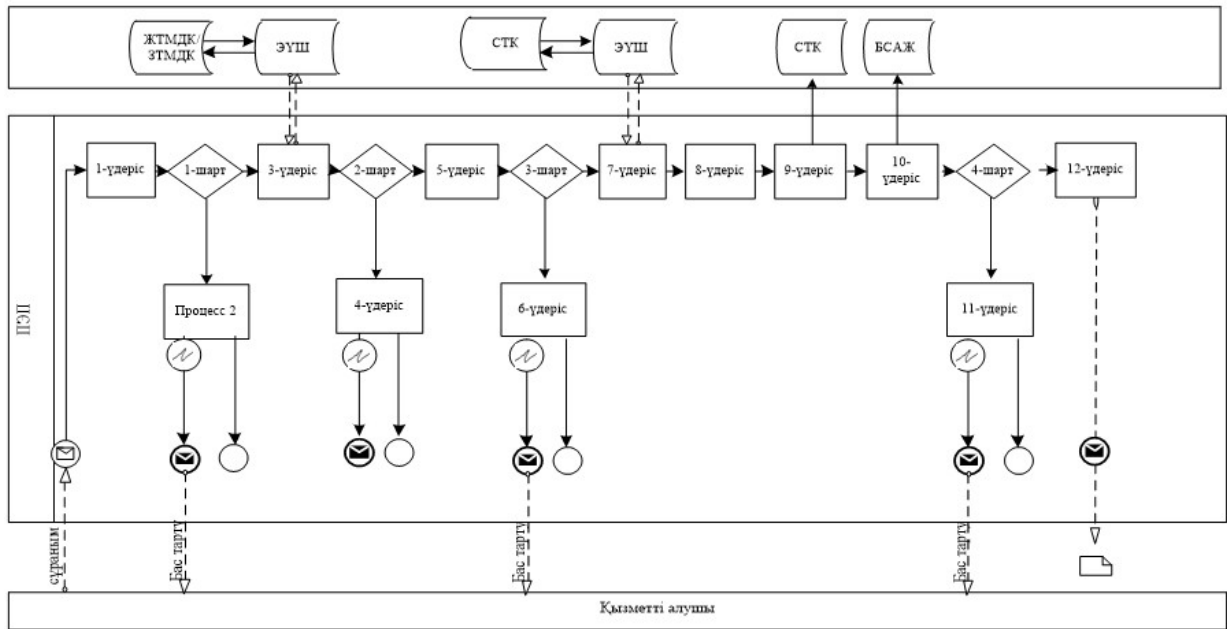 ЖТМДК/
ЗТМДК
ЭҮШ
СТК
ЭҮШ
СТК
БСАЖ
1-үдеріс
1-шарт
3-үдеріс
2-шарт
5-үдеріс
3-шарт
7-үдеріс
8-үдеріс
9-үдеріс
10-
үдеріс
4-шарт
12-үдеріс
Процесс 2
4-үдеріс
6-үдеріс
11-үдеріс
сұраным
Бас тарту
Бас тарту
Бас тарту
Қызметті алушы